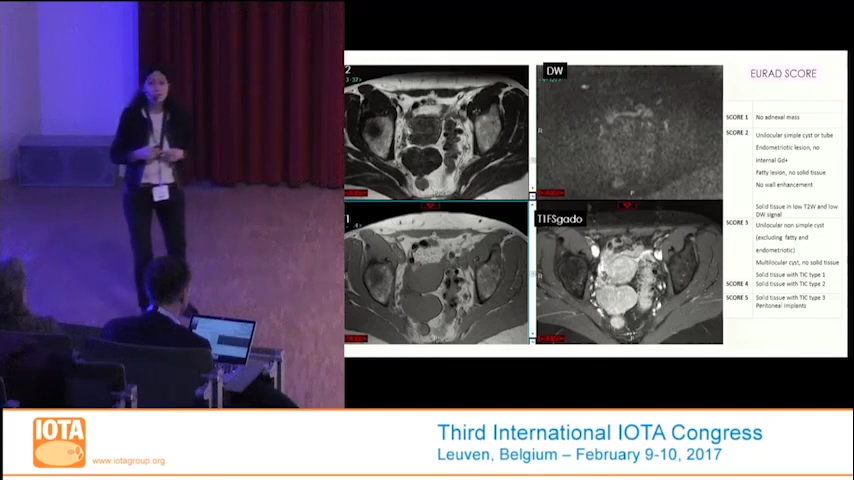 2
DW
EURAD SCORE
SCORE 1
No adnexal mass
SCORE 2
Unilocular simple cyst or tube
Endometriotic lesion, no
internal Gd+
Fatty lesion, no solid tissue
No wall enhancement
Solid tissue in low T2W and low
DW signal
SCORE 3
Unilocular non simple cyst
(excluding fatty and
endometriotic)
Multilocular cyst, no solid tissue
Solid tissue with TIC type 1
SCORE 4
Solid tissue with TIC type 2
SCORE 5
Solid tissue with TIC type 3
Peritoneal implants
T1FSgado
IOTA
www.iotagroup.org
Third International IOTA Congress
Leuven, Belgium – February 9-10, 2017